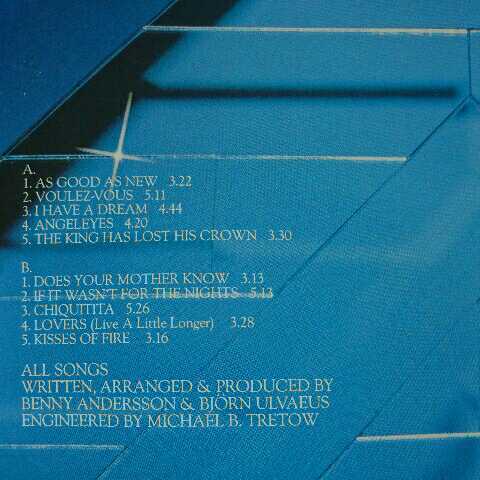 A.
1. AS GOOD AS NEW 3.22
2. VOULEZ-VOUS 5.11
3. I HAVE A DREAM 4.44
4. ANGELEYES 4.20
5. THE KING HAS LOST HIS CROWN 3.30
B.
1. DOES YOUR MOTHER KNOW 3.13
2. IF IT WASN'T FOR THE NIGHTS 5.13
3. CHIQUITITA 5.26
4. LOVERS (Live A Little Longer) 3.28
5. KISSES OF FIRE 3.16
ALL SONGS
WRITTEN, ARRANGED & PRODUCED BY
BENNY ANDERSSON & BJÖRN ULVAEUS
ENGINEERED BY MICHAEL B. TRETOW